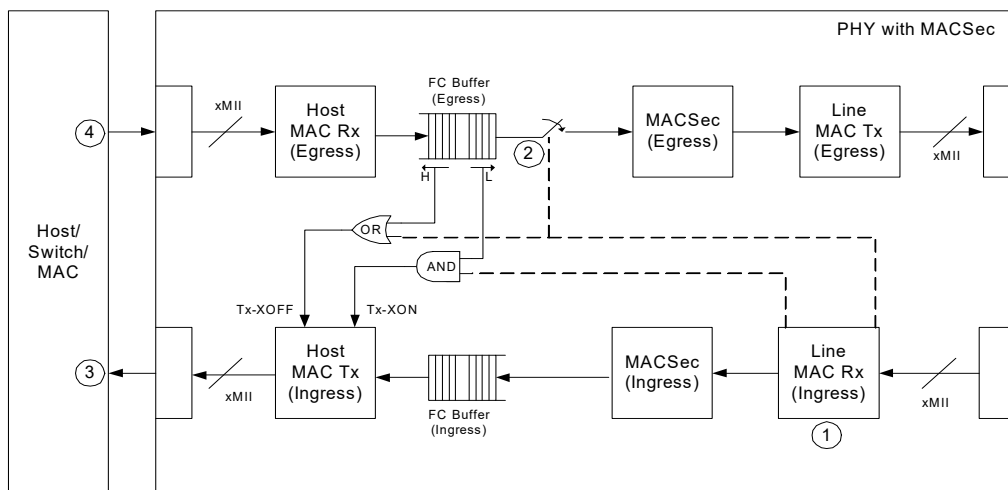 PHY with MACSec
FC Buffer
(Egress)
xMII
Host
MAC Rx
(Egress)
MACSec
(Egress)
Line
MAC Tx
(Egress)
xMII
4
2
H
L
OR
AND
Host/
Switch/
MAC
Tx-XOFF
Tx-XON
Host
MAC Tx
(Ingress)
xMII
FC Buffer
(Ingress)
MACSec
(Ingress)
Line
MAC Rx
(Ingress)
xMII
3
1